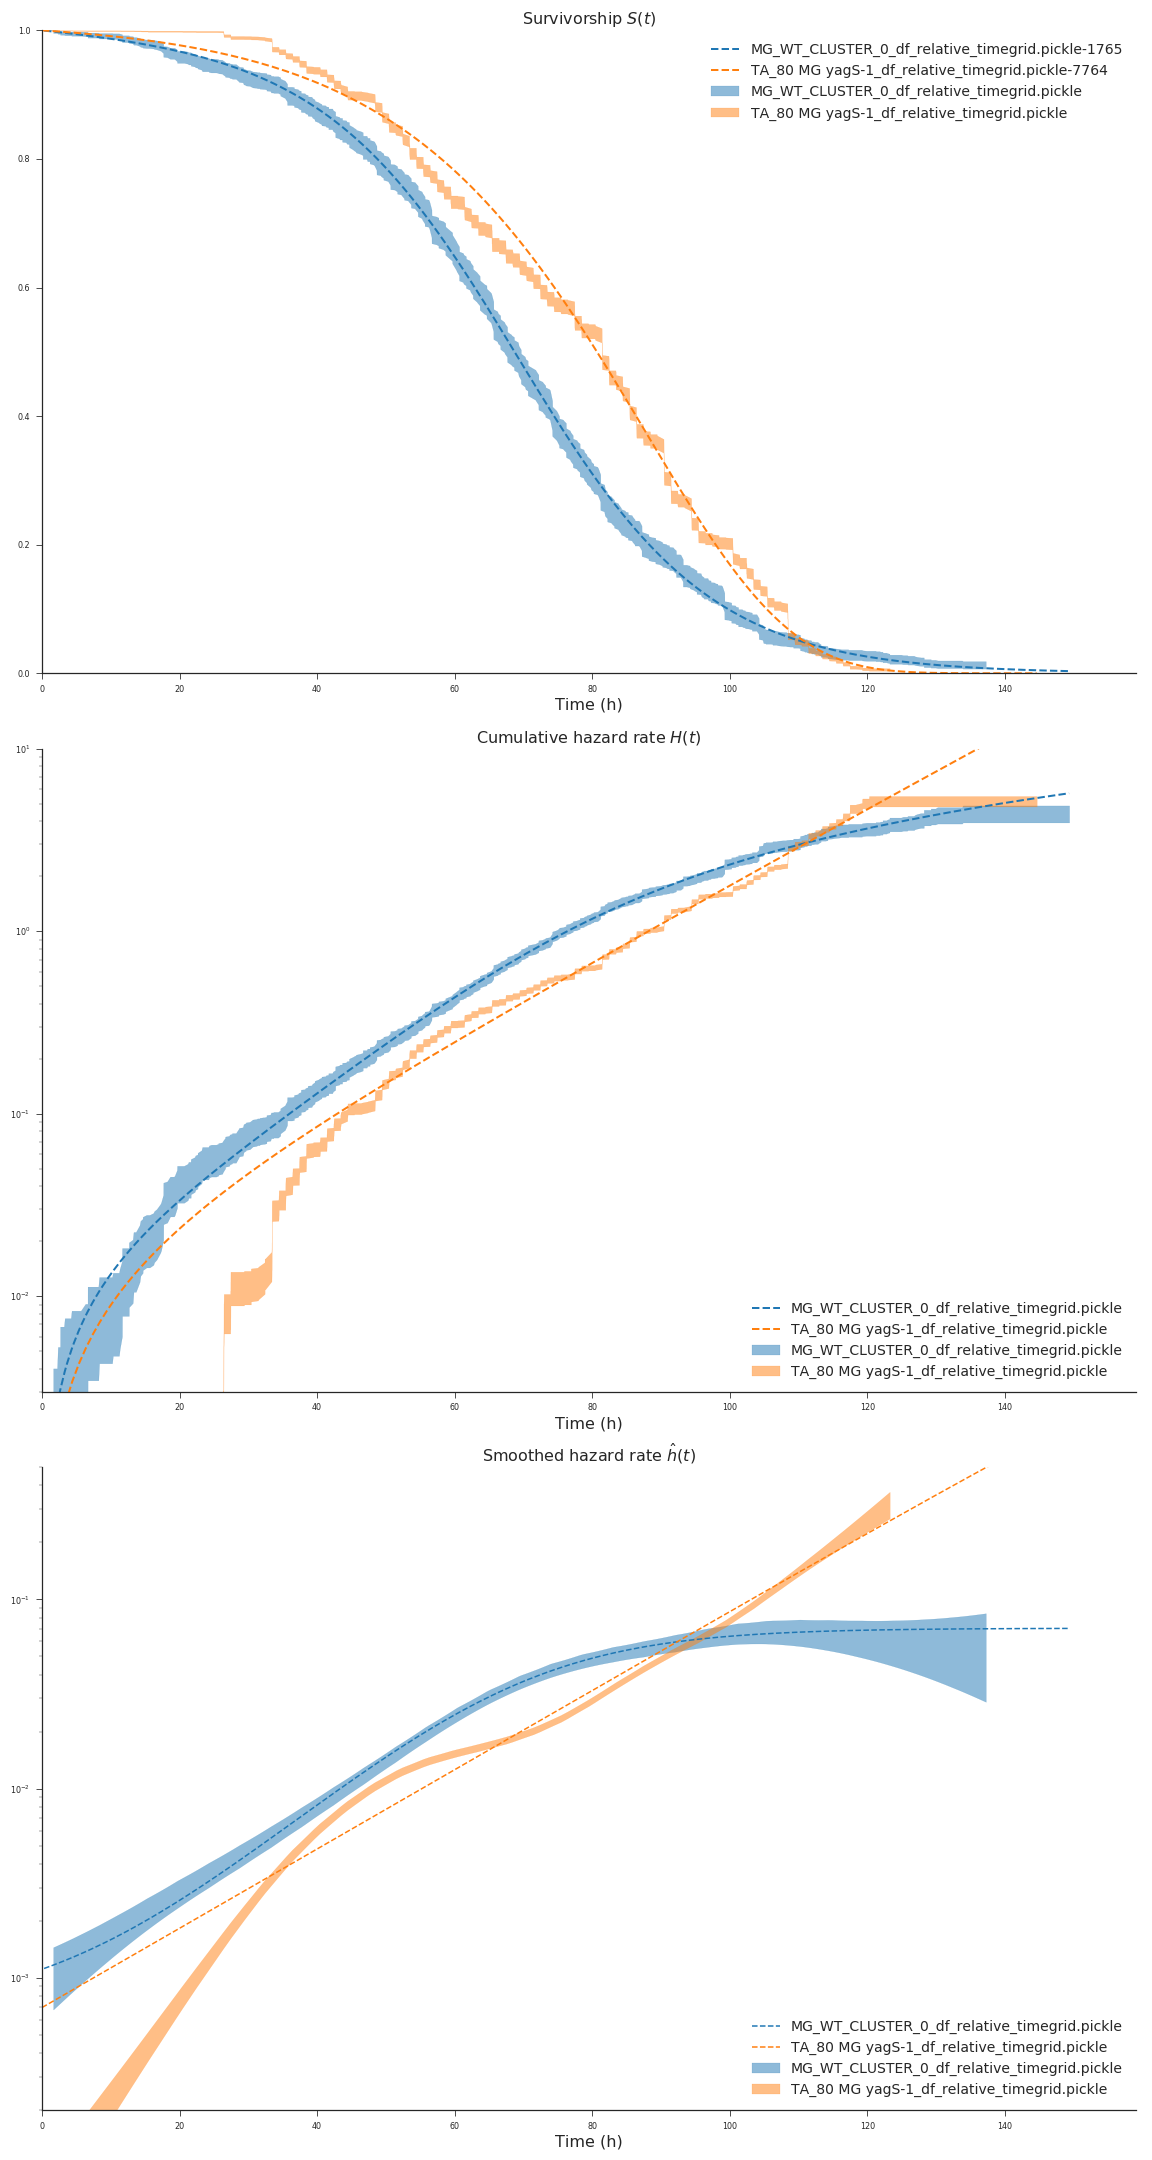 Survivorship S(t)
1.0
0.8
0.6
0.4
0.2
0.0
MG_WT_CLUSTER_0_df_relative_timegrid.pickle-1765
TA_80 MG yagS-1_df_relative_timegrid.pickle-7764
MG_WT_CLUSTER_0_df_relative_timegrid.pickle
TA_80 MG yagS-1_df_relative_timegrid.pickle
0 20 40 60 80 100 120 140
Time (h)
Cumulative hazard rate H(t)
10¹
10⁰
10⁻¹
10⁻²
MG_WT_CLUSTER_0_df_relative_timegrid.pickle
TA_80 MG yagS-1_df_relative_timegrid.pickle
MG_WT_CLUSTER_0_df_relative_timegrid.pickle
TA_80 MG yagS-1_df_relative_timegrid.pickle
0 20 40 60 80 100 120 140
Time (h)
Smoothed hazard rate ĥ(t)
10⁻¹
10⁻²
10⁻³
MG_WT_CLUSTER_0_df_relative_timegrid.pickle
TA_80 MG yagS-1_df_relative_timegrid.pickle
MG_WT_CLUSTER_0_df_relative_timegrid.pickle
TA_80 MG yagS-1_df_relative_timegrid.pickle
0 20 40 60 80 100 120 140
Time (h)